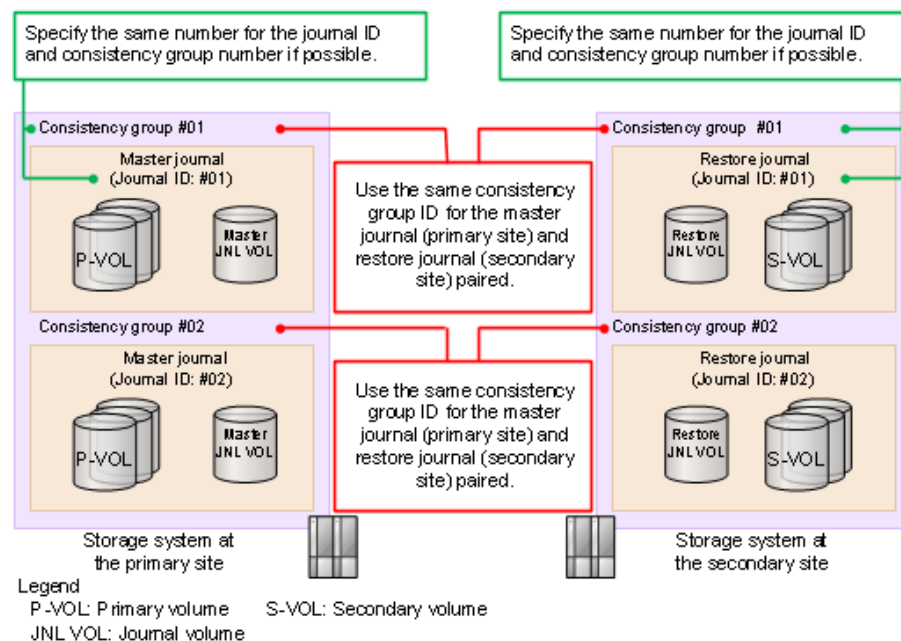 Specify the same number for the journal ID
and consistency group number if possible.
Specify the same number for the journal ID
and consistency group number if possible.
Consistency group #01
Master journal
(Journal ID: #01)
P-VOL
Master
JNL VOL
Use the same consistency
group ID for the master
journal (primary site) and
restore journal (secondary
site) paired.
Consistency group #01
Restore journal
(Journal ID: #01)
Restore
JNL VOL
S-VOL
Consistency group #02
Master journal
(Journal ID: #02)
P-VOL
Master
JNL VOL
Use the same consistency
group ID for the master
journal (primary site) and
restore journal (secondary
site) paired.
Consistency group #02
Restore journal
(Journal ID: #02)
Restore
JNL VOL
S-VOL
Storage system at
the primary site
Storage system at
the secondary site
Legend
P-VOL: Primary volume S-VOL: Secondary volume
JNL VOL: Journal volume